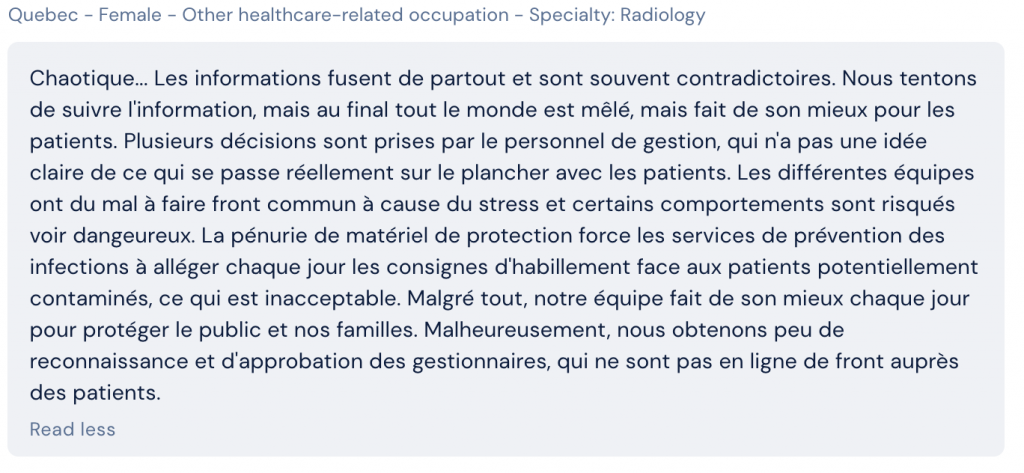 Quebec - Female - Other healthcare-related occupation - Specialty: Radiology
Chaotique... Les informations fusent de partout et sont souvent contradictoires. Nous tentons
de suivre l'information, mais au final tout le monde est mêlé, mais fait de son mieux pour les
patients. Plusieurs décisions sont prises par le personnel de gestion, qui n'a pas une idée
claire de ce qui se passe réellement sur le plancher avec les patients. Les différentes équipes
ont du mal à faire front commun à cause du stress et certains comportements sont risqués
voir dangeureux. La pénurie de matériel de protection force les services de prévention des
infections à alléger chaque jour les consignes d'habillement face aux patients potentiellement
contaminés, ce qui est inacceptable. Malgré tout, notre équipe fait de son mieux chaque jour
pour protéger le public et nos familles. Malheureusement, nous obtenons peu de
reconnaissance et d'approbation des gestionnaires, qui ne sont pas en ligne de front auprès
des patients.
Read less